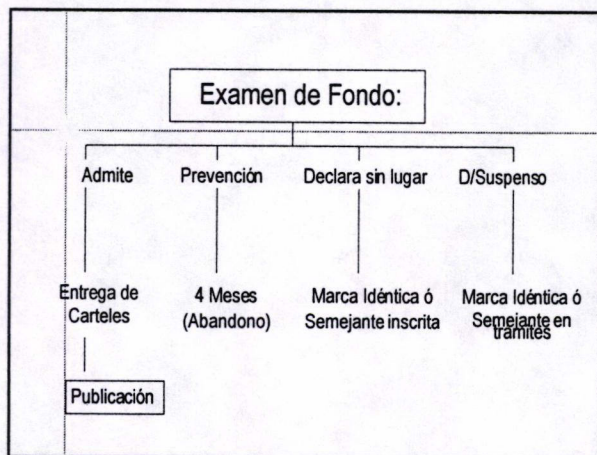 Examen de Fondo:
Admite
Prevención
Declara sin lugar
D/Suspenso
Entrega de
Carteles
4 Meses
(Abandono)
Marca Idéntica ó
Semejante inscrita
Marca Idéntica ó
Semejante en
trámites
Publicación